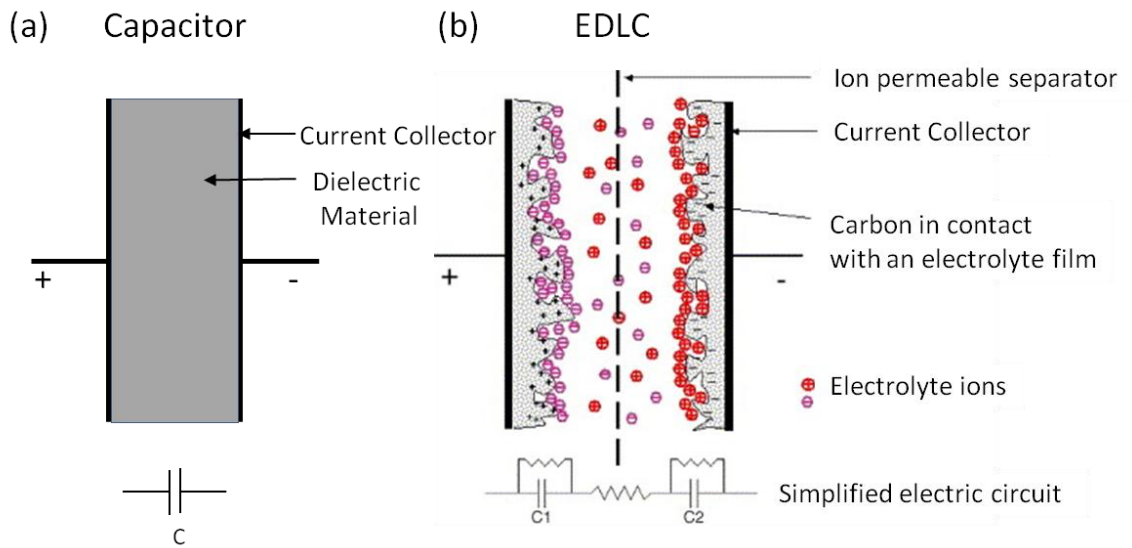 (a) Capacitor
Current Collector
Dielectric
Material
+ -
C
(b) EDLC
Ion permeable separator
Current Collector
Carbon in contact
with an electrolyte film
+ -
Electrolyte ions
C1 C2
Simplified electric circuit